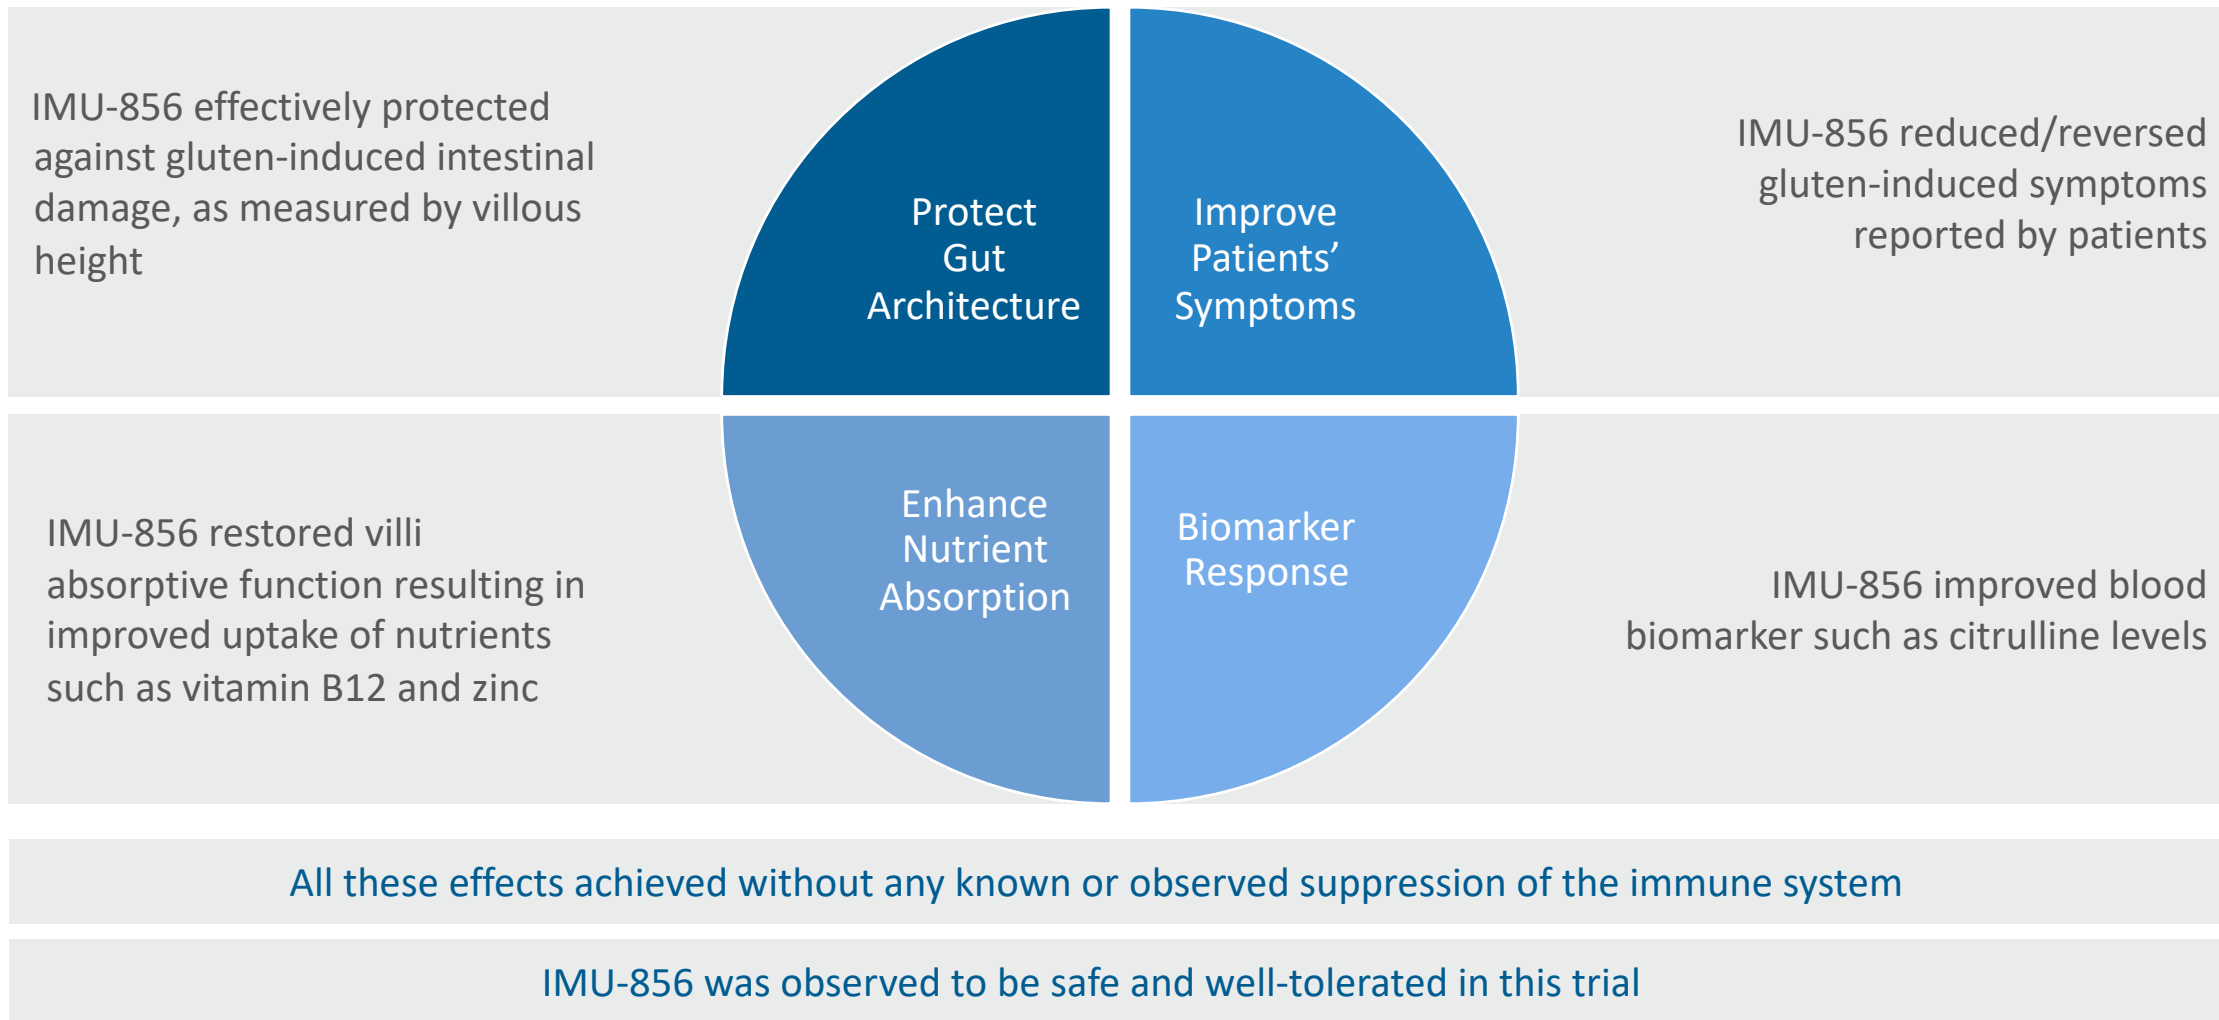 IMU-856 effectively protected
against gluten-induced intestinal
damage, as measured by villous
height
Protect
Gut
Architecture
Improve
Patients’
Symptoms
IMU-856 reduced/reversed
gluten-induced symptoms
reported by patients
IMU-856 restored villi
absorptive function resulting in
improved uptake of nutrients
such as vitamin B12 and zinc
Enhance
Nutrient
Absorption
Biomarker
Response
IMU-856 improved blood
biomarker such as citrulline levels
All these effects achieved without any known or observed suppression of the immune system
IMU-856 was observed to be safe and well-tolerated in this trial